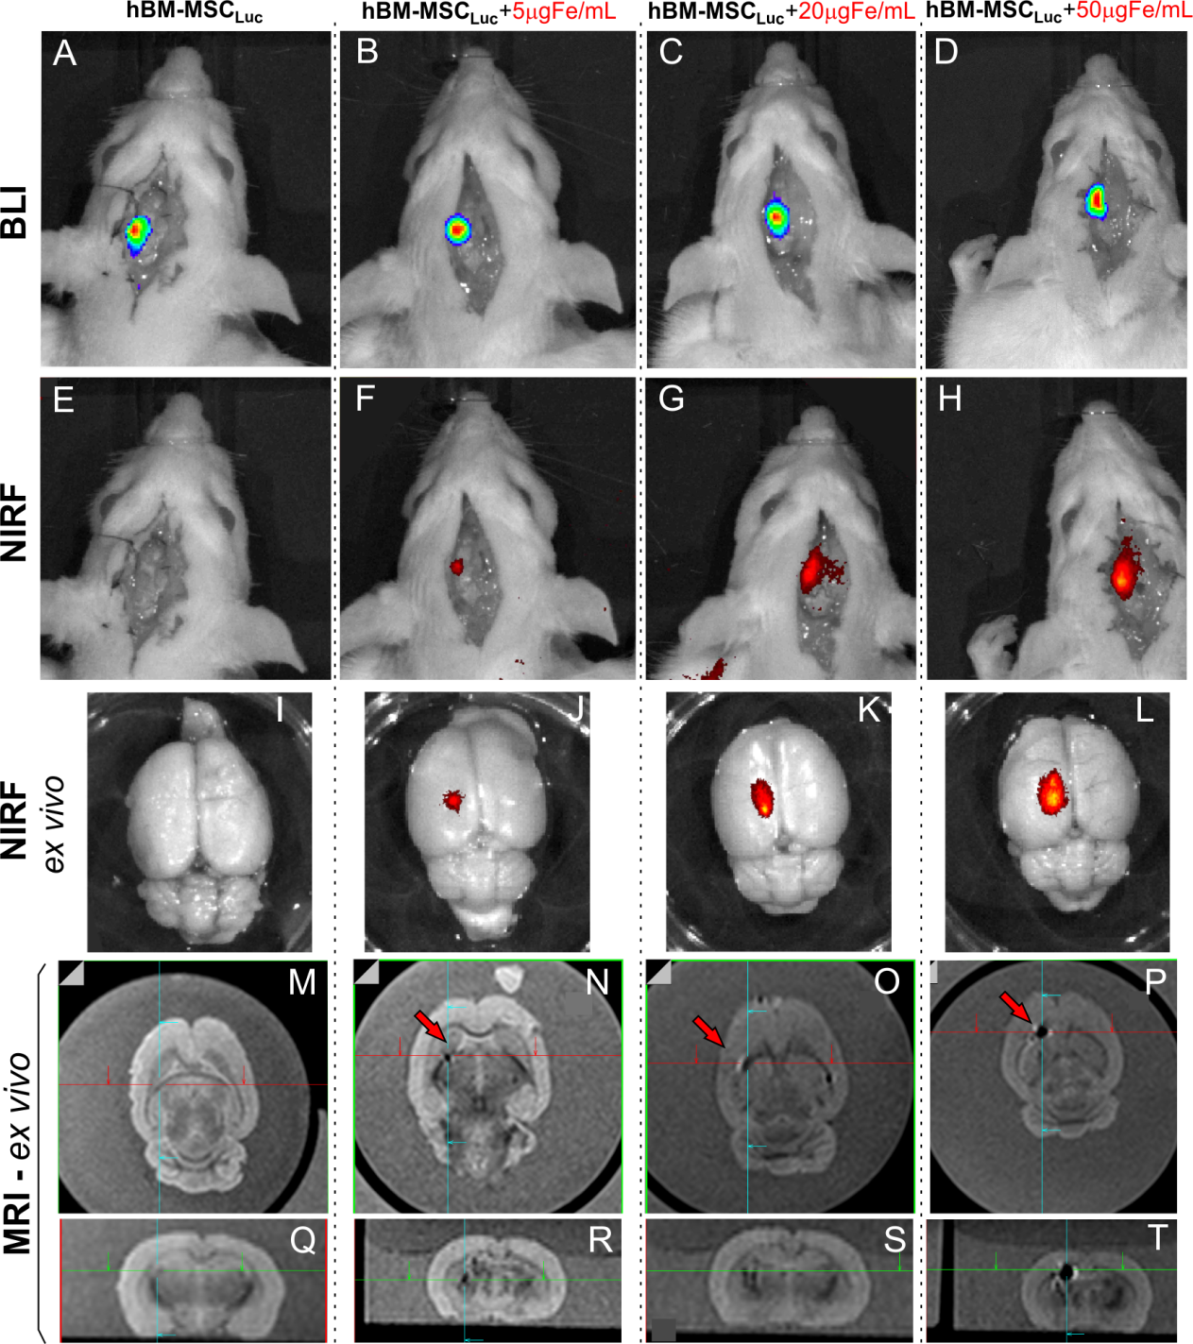 hBM-MSCLuc
hBM-MSCLuc+5μgFe/mL
hBM-MSCLuc+20μgFe/mL
hBM-MSCLuc+50μgFe/mL
BLI
A
B
C
D
NIRF
E
F
G
H
NIRF
ex vivo
I
J
K
L
MRI - ex vivo
M
N
O
P
Q
R
S
T